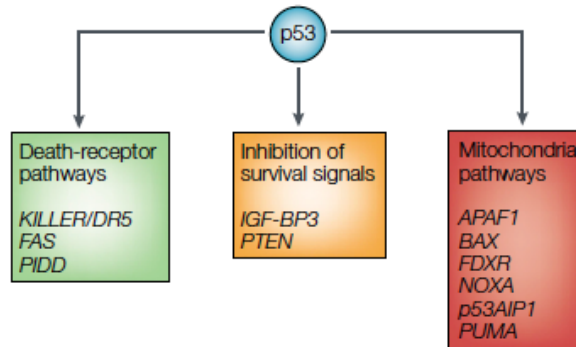 p53
Death-receptor
pathways
KILLER/DR5
FAS
PIDD
Inhibition of
survival signals
IGF-BP3
PTEN
Mitochondria
pathways
APAF1
BAX
FDXR
NOXA
p53AIP1
PUMA